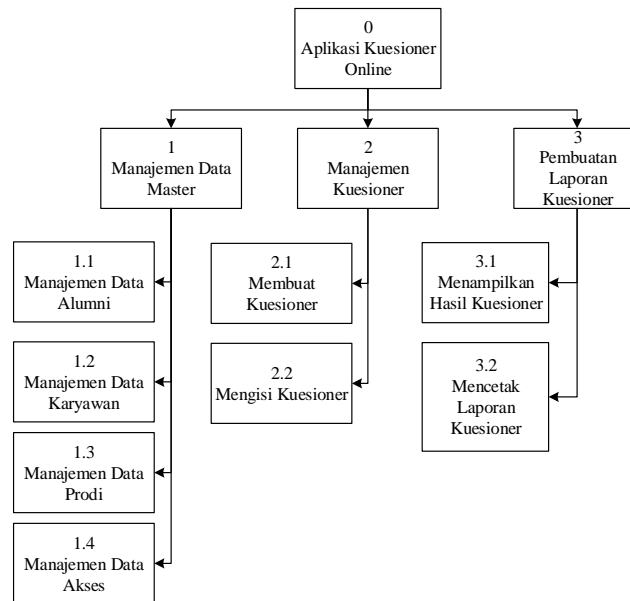 0
Aplikasi Kuesioner
Online
1
Manajemen Data
Master
2
Manajemen
Kuesioner
3
Pembuatan
Laporan
Kuesioner
1.1
Manajemen Data
Alumni
2.1
Membuat
Kuesioner
3.1
Menampilkan
Hasil Kuesioner
1.2
Manajemen Data
Karyawan
2.2
Mengisi Kuesioner
3.2
Mencetak
Laporan
Kuesioner
1.3
Manajemen Data
Prodi
1.4
Manajemen Data
Akses